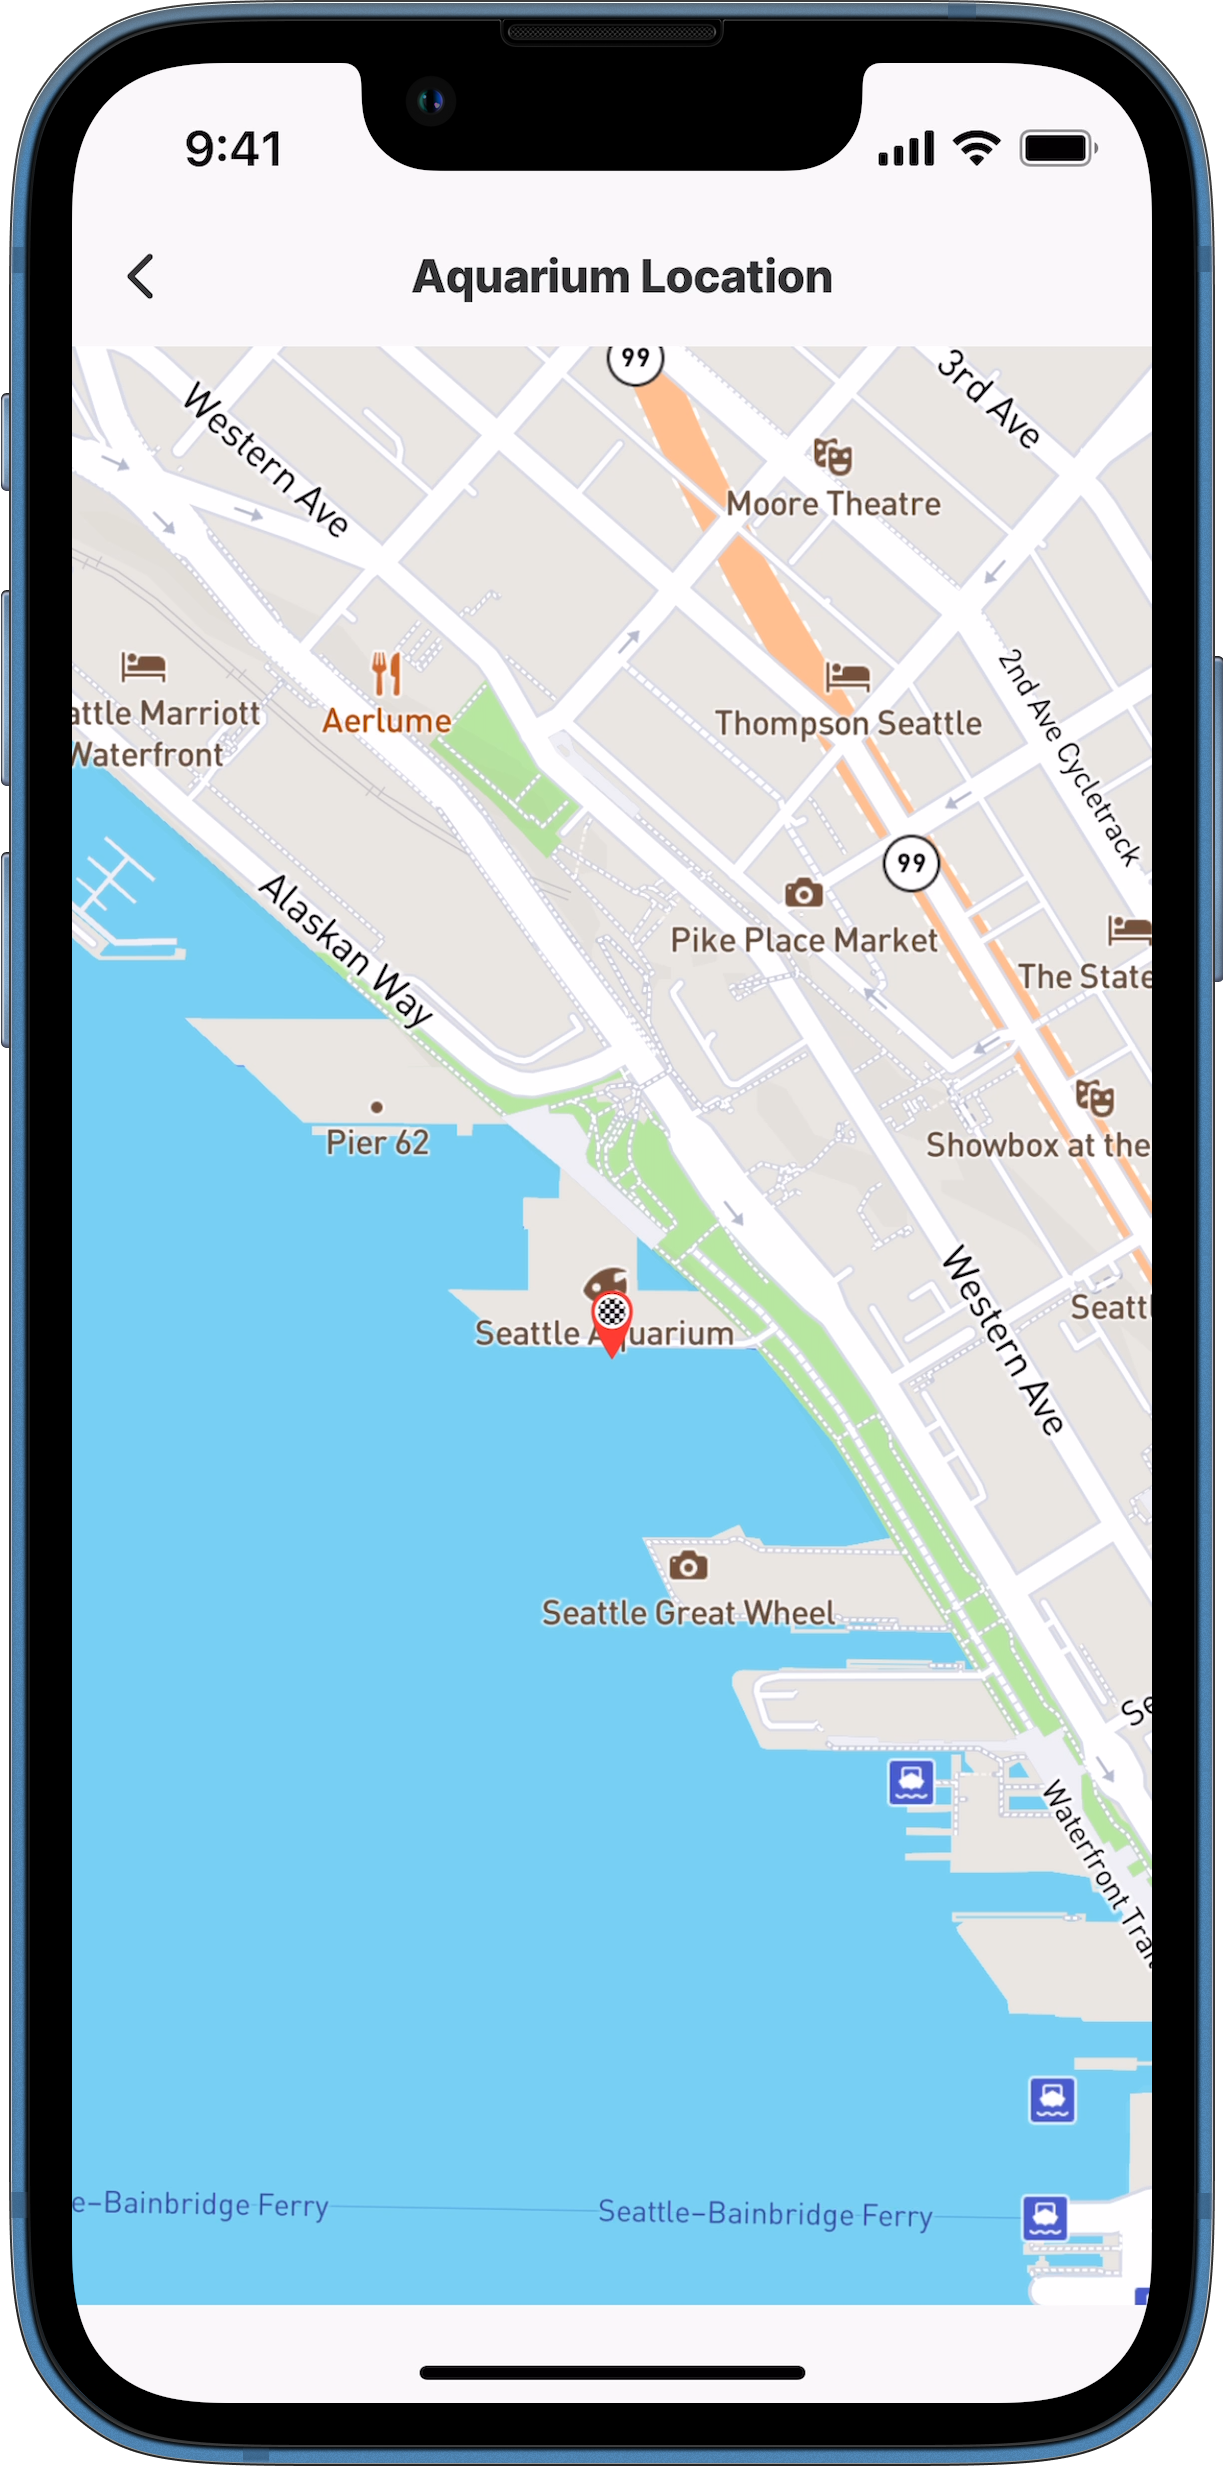 9:41
Aquarium Location
99
3rd Ave
Western Ave
Moore Theatre
2nd Ave Cycletrack
attle Marriott
Waterfront
Aerlume
Thompson Seattle
99
Alaskan Way
Pike Place Market
The State
Pier 62
Showbox at the
Western Ave
Seattl
Seattle Aquarium
Seattle Great Wheel
Se
Waterfront Trail
e–Bainbridge Ferry
Seattle–Bainbridge Ferry